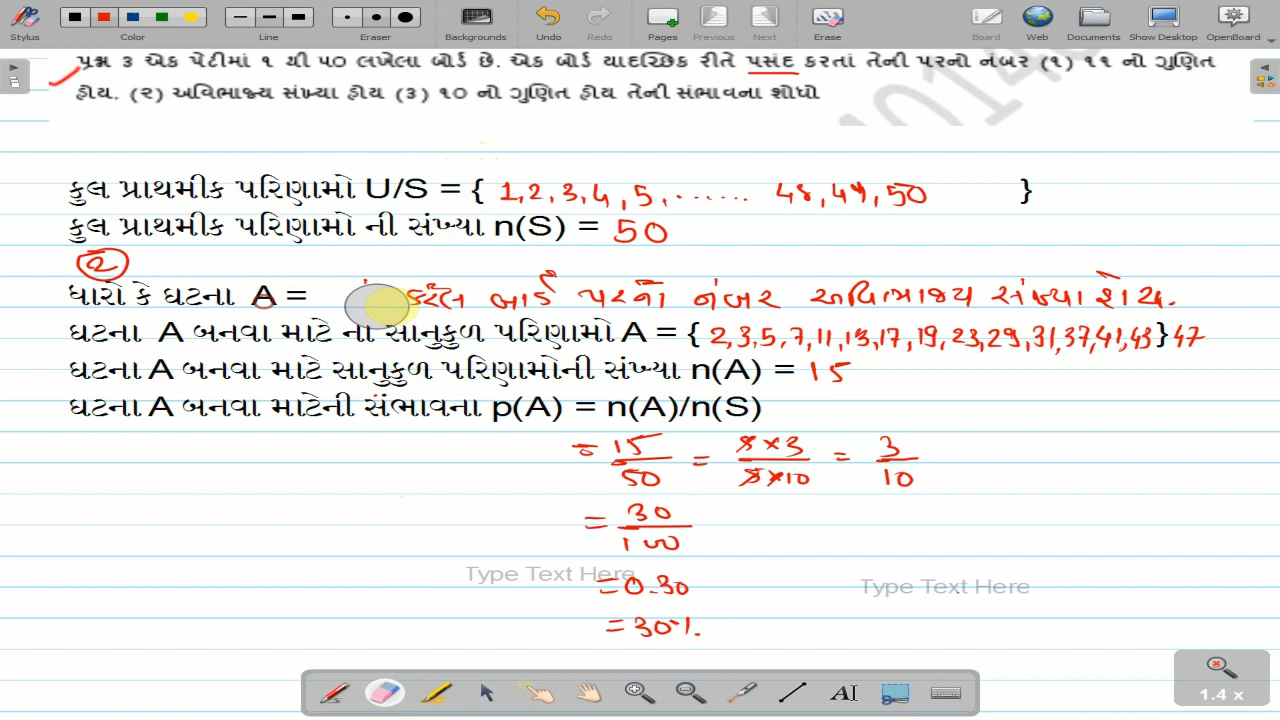 Stylus Color Line Eraser Backgrounds Undo Redo Pages Previous Next Erase Board Web Documents Show Desktop OpenBoard
પ્રશ્ન ૩ એક પેટીમાં ૧ થી ૫૦ લખેલા બોર્ડ છે. એક બોર્ડ યાદચ્છિક રીતે પસંદ કરતાં તેની પરનો નંબર (૧) ૧૧ નો ગુણિત
હોય. (૨) અવિભાજ્ય સંખ્યા હોય (૩) ૧૦ નો ગુણિત હોય તેની સંભાવના શોધો
કુલ પ્રાથમીક પરિણામો U/S = { 1, 2, 3, 4, 5, ....... 48, 49, 50 }
કુલ પ્રાથમીક પરિણામો ની સંખ્યા n(S) = 50
૨
ધારો કે ઘટના A = કરેલ બોર્ડ પરનો નંબર અવિભાજ્ય સંખ્યા હોય.
ઘટના A બનવા માટે ના સાનુકુળ પરિણામો A = { 2, 3, 5, 7, 11, 13, 17, 19, 23, 29, 31, 37, 41, 43 } 47
ઘટના A બનવા માટે સાનુકુળ પરિણામોની સંખ્યા n(A) = 15
ઘટના A બનવા માટેની સંભાવના p(A) = n(A)/n(S)
= 15/50 = 5×3/5×10 = 3/10
= 30/100
Type Text Here
= 0.30
Type Text Here
= 30%.
1.4 x